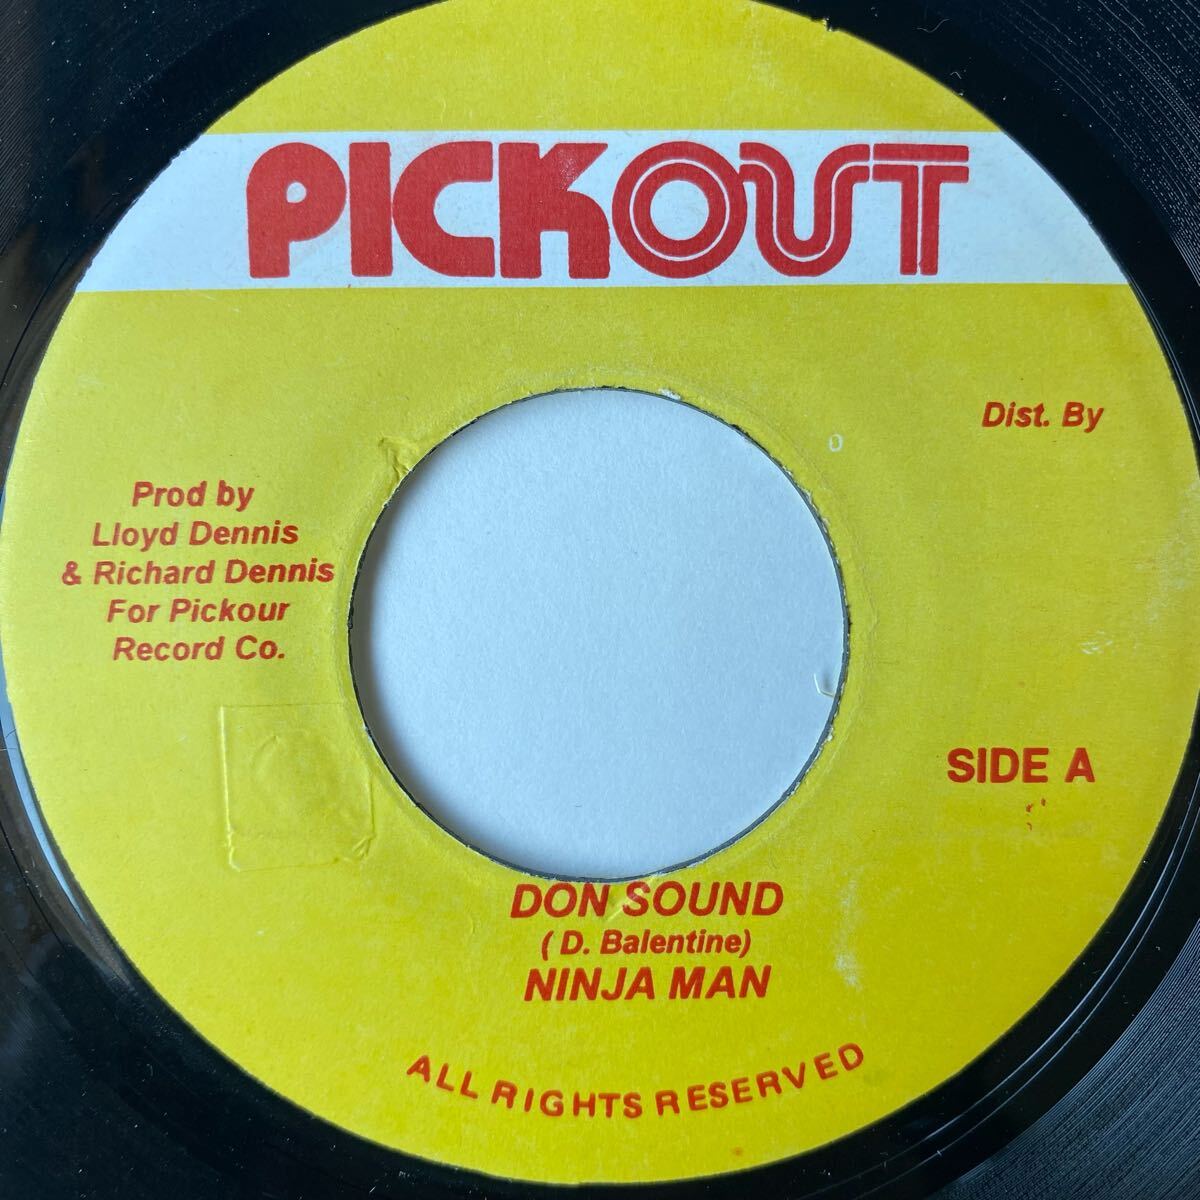 PICKOUT
Dist. By
Prod by
Lloyd Dennis
& Richard Dennis
For Pickour
Record Co.
SIDE A
DON SOUND
( D. Balentine)
NINJA MAN
ALL RIGHTS RESERVED